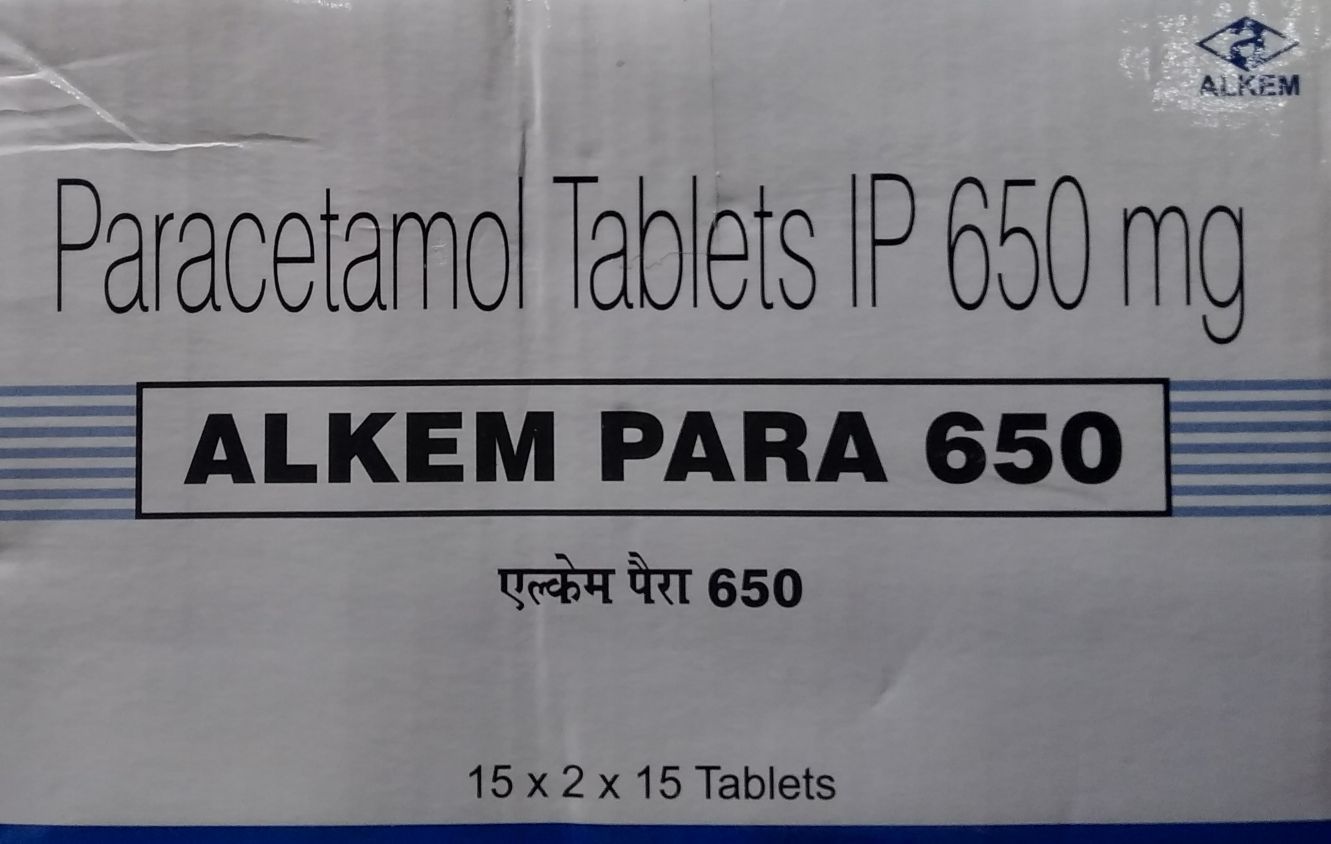 ALKEM
Paracetamol Tablets IP 650 mg
ALKEM PARA 650
एल्केम पैरा 650
15 x 2 x 15 Tablets